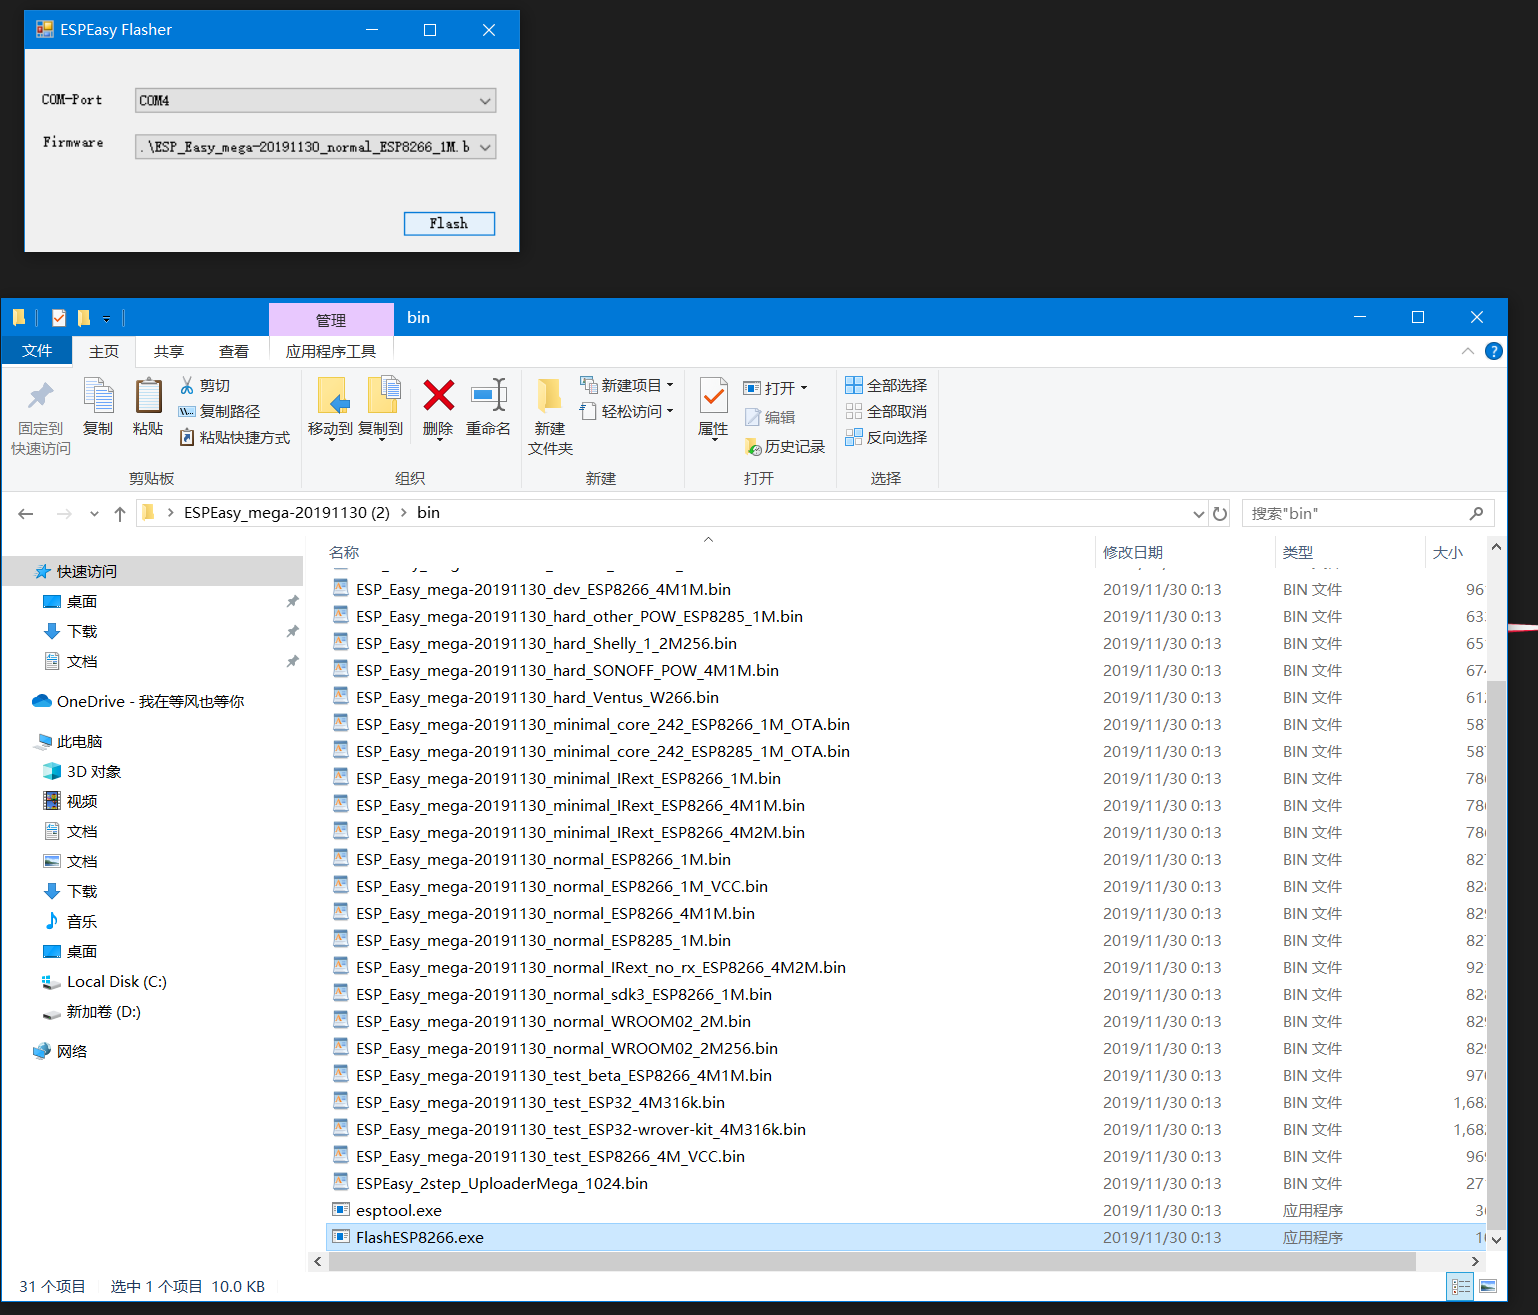 ESPEasy Flasher
COM-Port
COM4
Firmware
.\ESP_Easy_mega-20191130_normal_ESP8266_1M.b
Flash
管理
bin
文件
主页
共享
查看
应用程序工具
固定到
快速访问
复制
粘贴
剪切
复制路径
粘贴快捷方式
剪贴板
移动到
复制到
删除
重命名
组织
新建
文件夹
新建项目
轻松访问
新建
属性
打开
编辑
历史记录
打开
全部选择
全部取消
反向选择
选择
ESPEasy_mega-20191130 (2) > bin
搜索"bin"
快速访问
桌面
下载
文档
OneDrive - 我在等风也等你
此电脑
3D 对象
视频
文档
文档
下载
音乐
桌面
Local Disk (C:)
新加卷 (D:)
网络
名称 修改日期 类型 大小
ESP_Easy_mega-20191130_dev_ESP8266_4M1M.bin 2019/11/30 0:13 BIN 文件 96
ESP_Easy_mega-20191130_hard_other_POW_ESP8285_1M.bin 2019/11/30 0:13 BIN 文件 63
ESP_Easy_mega-20191130_hard_Shelly_1_2M256.bin 2019/11/30 0:13 BIN 文件 65
ESP_Easy_mega-20191130_hard_SONOFF_POW_4M1M.bin 2019/11/30 0:13 BIN 文件 67
ESP_Easy_mega-20191130_hard_Ventus_W266.bin 2019/11/30 0:13 BIN 文件 61
ESP_Easy_mega-20191130_minimal_core_242_ESP8266_1M_OTA.bin 2019/11/30 0:13 BIN 文件 58
ESP_Easy_mega-20191130_minimal_core_242_ESP8285_1M_OTA.bin 2019/11/30 0:13 BIN 文件 58
ESP_Easy_mega-20191130_minimal_IRext_ESP8266_1M.bin 2019/11/30 0:13 BIN 文件 78
ESP_Easy_mega-20191130_minimal_IRext_ESP8266_4M1M.bin 2019/11/30 0:13 BIN 文件 78
ESP_Easy_mega-20191130_minimal_IRext_ESP8266_4M2M.bin 2019/11/30 0:13 BIN 文件 78
ESP_Easy_mega-20191130_normal_ESP8266_1M.bin 2019/11/30 0:13 BIN 文件 82
ESP_Easy_mega-20191130_normal_ESP8266_1M_VCC.bin 2019/11/30 0:13 BIN 文件 82
ESP_Easy_mega-20191130_normal_ESP8266_4M1M.bin 2019/11/30 0:13 BIN 文件 82
ESP_Easy_mega-20191130_normal_ESP8285_1M.bin 2019/11/30 0:13 BIN 文件 82
ESP_Easy_mega-20191130_normal_IRext_no_rx_ESP8266_4M2M.bin 2019/11/30 0:13 BIN 文件 92
ESP_Easy_mega-20191130_normal_sdk3_ESP8266_1M.bin 2019/11/30 0:13 BIN 文件 82
ESP_Easy_mega-20191130_normal_WROOM02_2M.bin 2019/11/30 0:13 BIN 文件 82
ESP_Easy_mega-20191130_normal_WROOM02_2M256.bin 2019/11/30 0:13 BIN 文件 82
ESP_Easy_mega-20191130_test_beta_ESP8266_4M1M.bin 2019/11/30 0:13 BIN 文件 97
ESP_Easy_mega-20191130_test_ESP32_4M316k.bin 2019/11/30 0:13 BIN 文件 1,68
ESP_Easy_mega-20191130_test_ESP32-wrover-kit_4M316k.bin 2019/11/30 0:13 BIN 文件 1,68
ESP_Easy_mega-20191130_test_ESP8266_4M_VCC.bin 2019/11/30 0:13 BIN 文件 96
ESPEasy_2step_UploaderMega_1024.bin 2019/11/30 0:13 BIN 文件 27
esptool.exe 2019/11/30 0:13 应用程序 3
FlashESP8266.exe 2019/11/30 0:13 应用程序 1
31 个项目 选中 1 个项目 10.0 KB